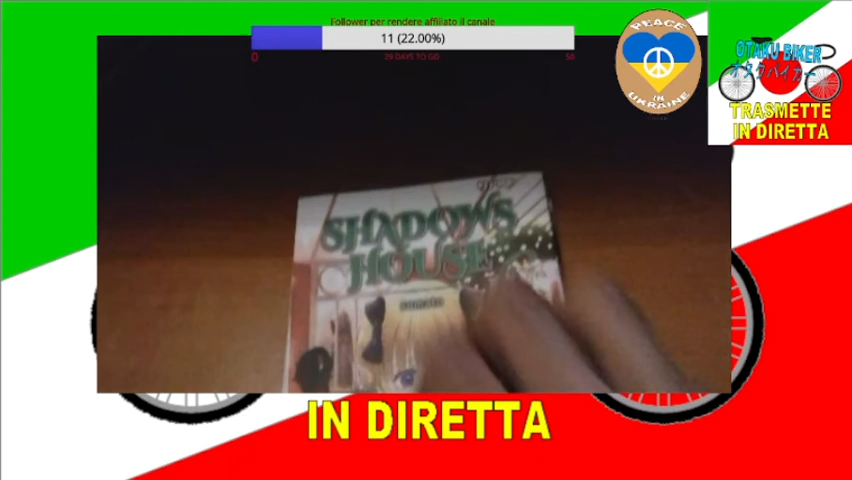 Follower per rendere affiliato il canale
11 (22.00%)
0
29 DAYS TO GO
50
PEACE
IN
UKRAINE
OTAKU BIKER
オタクバイカー
TRASMETTE
IN DIRETTA
SHADOWS
HOUSE
somato
IN DIRETTA